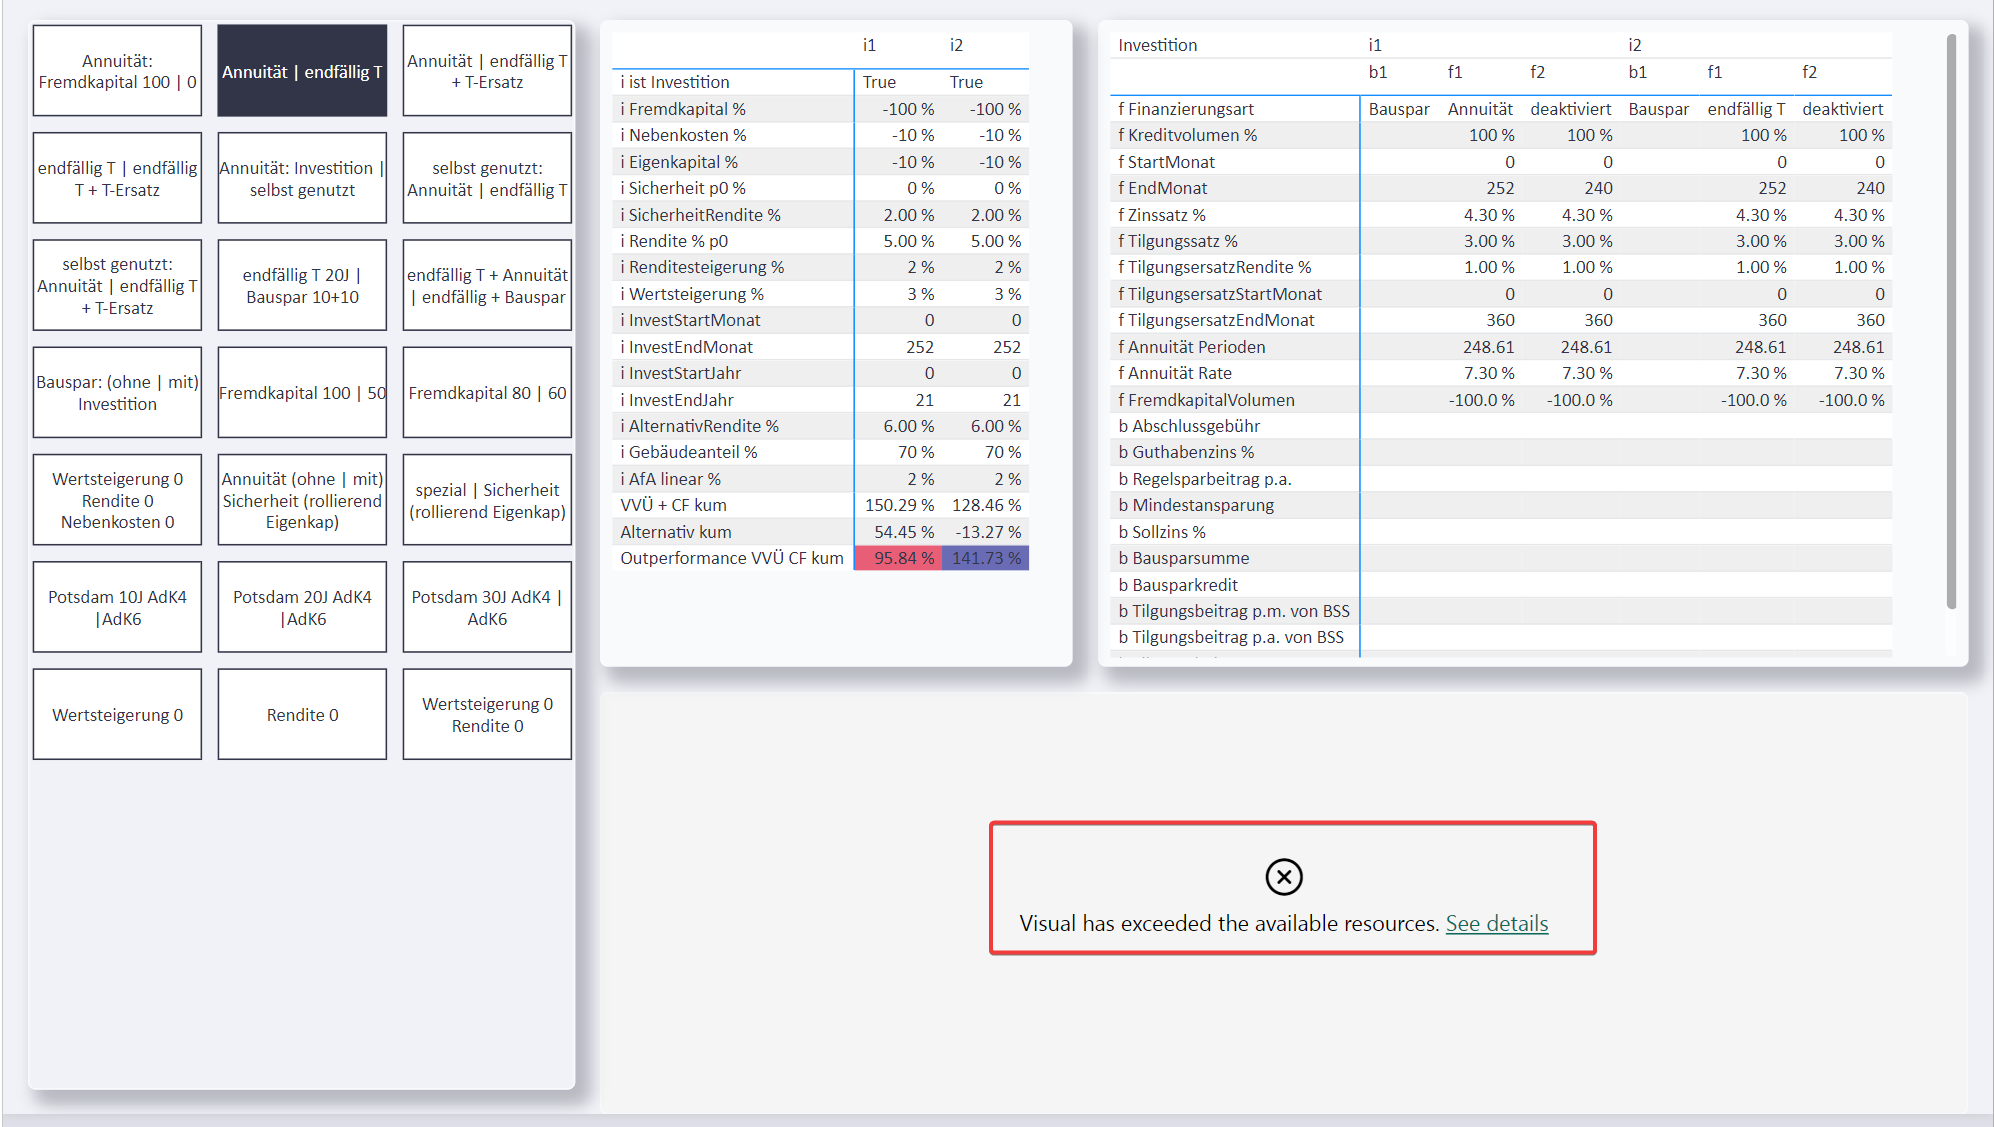 Annuität:
Fremdkapital 100 | 0
Annuität | endfällig T
Annuität | endfällig T
+ T-Ersatz
endfällig T | endfällig
T + T-Ersatz
Annuität: Investition |
selbst genutzt
selbst genutzt:
Annuität | endfällig T
selbst genutzt:
Annuität | endfällig T
+ T-Ersatz
endfällig T 20J |
Bauspar 10+10
endfällig T + Annuität
| endfällig + Bauspar
Bauspar: (ohne | mit)
Investition
Fremdkapital 100 | 50
Fremdkapital 80 | 60
Wertsteigerung 0
Rendite 0
Nebenkosten 0
Annuität (ohne | mit)
Sicherheit (rollierend
Eigenkap)
spezial | Sicherheit
(rollierend Eigenkap)
Potsdam 10J AdK4
|AdK6
Potsdam 20J AdK4
|AdK6
Potsdam 30J AdK4 |
AdK6
Wertsteigerung 0
Rendite 0
Wertsteigerung 0
Rendite 0
i1 i2
i ist Investition True True
i Fremdkapital % -100 % -100 %
i Nebenkosten % -10 % -10 %
i Eigenkapital % -10 % -10 %
i Sicherheit p0 % 0 % 0 %
i SicherheitRendite % 2.00 % 2.00 %
i Rendite % p0 5.00 % 5.00 %
i Renditesteigerung % 2 % 2 %
i Wertsteigerung % 3 % 3 %
i InvestStartMonat 0 0
i InvestEndMonat 252 252
i InvestStartJahr 0 0
i InvestEndJahr 21 21
i AlternativRendite % 6.00 % 6.00 %
i Gebäudeanteil % 70 % 70 %
i AfA linear % 2 % 2 %
VVÜ + CF kum 150.29 % 128.46 %
Alternativ kum 54.45 % -13.27 %
Outperformance VVÜ CF kum 95.84 % 141.73 %
Investition i1 i2
b1 f1 f2 b1 f1 f2
f Finanzierungsart Bauspar Annuität deaktiviert Bauspar endfällig T deaktiviert
f Kreditvolumen % 100 % 100 % 100 % 100 %
f StartMonat 0 0 0 0
f EndMonat 252 240 252 240
f Zinssatz % 4.30 % 4.30 % 4.30 % 4.30 %
f Tilgungssatz % 3.00 % 3.00 % 3.00 % 3.00 %
f TilgungsersatzRendite % 1.00 % 1.00 % 1.00 % 1.00 %
f TilgungsersatzStartMonat 0 0 0 0
f TilgungsersatzEndMonat 360 360 360 360
f Annuität Perioden 248.61 248.61 248.61 248.61
f Annuität Rate 7.30 % 7.30 % 7.30 % 7.30 %
f FremdkapitalVolumen -100.0 % -100.0 % -100.0 % -100.0 %
b Abschlussgebühr
b Guthabenzins %
b Regelsparbeitrag p.a.
b Mindestansparung
b Sollzins %
b Bausparsumme
b Bausparkredit
b Tilgungsbeitrag p.m. von BSS
b Tilgungsbeitrag p.a. von BSS
Visual has exceeded the available resources. See details